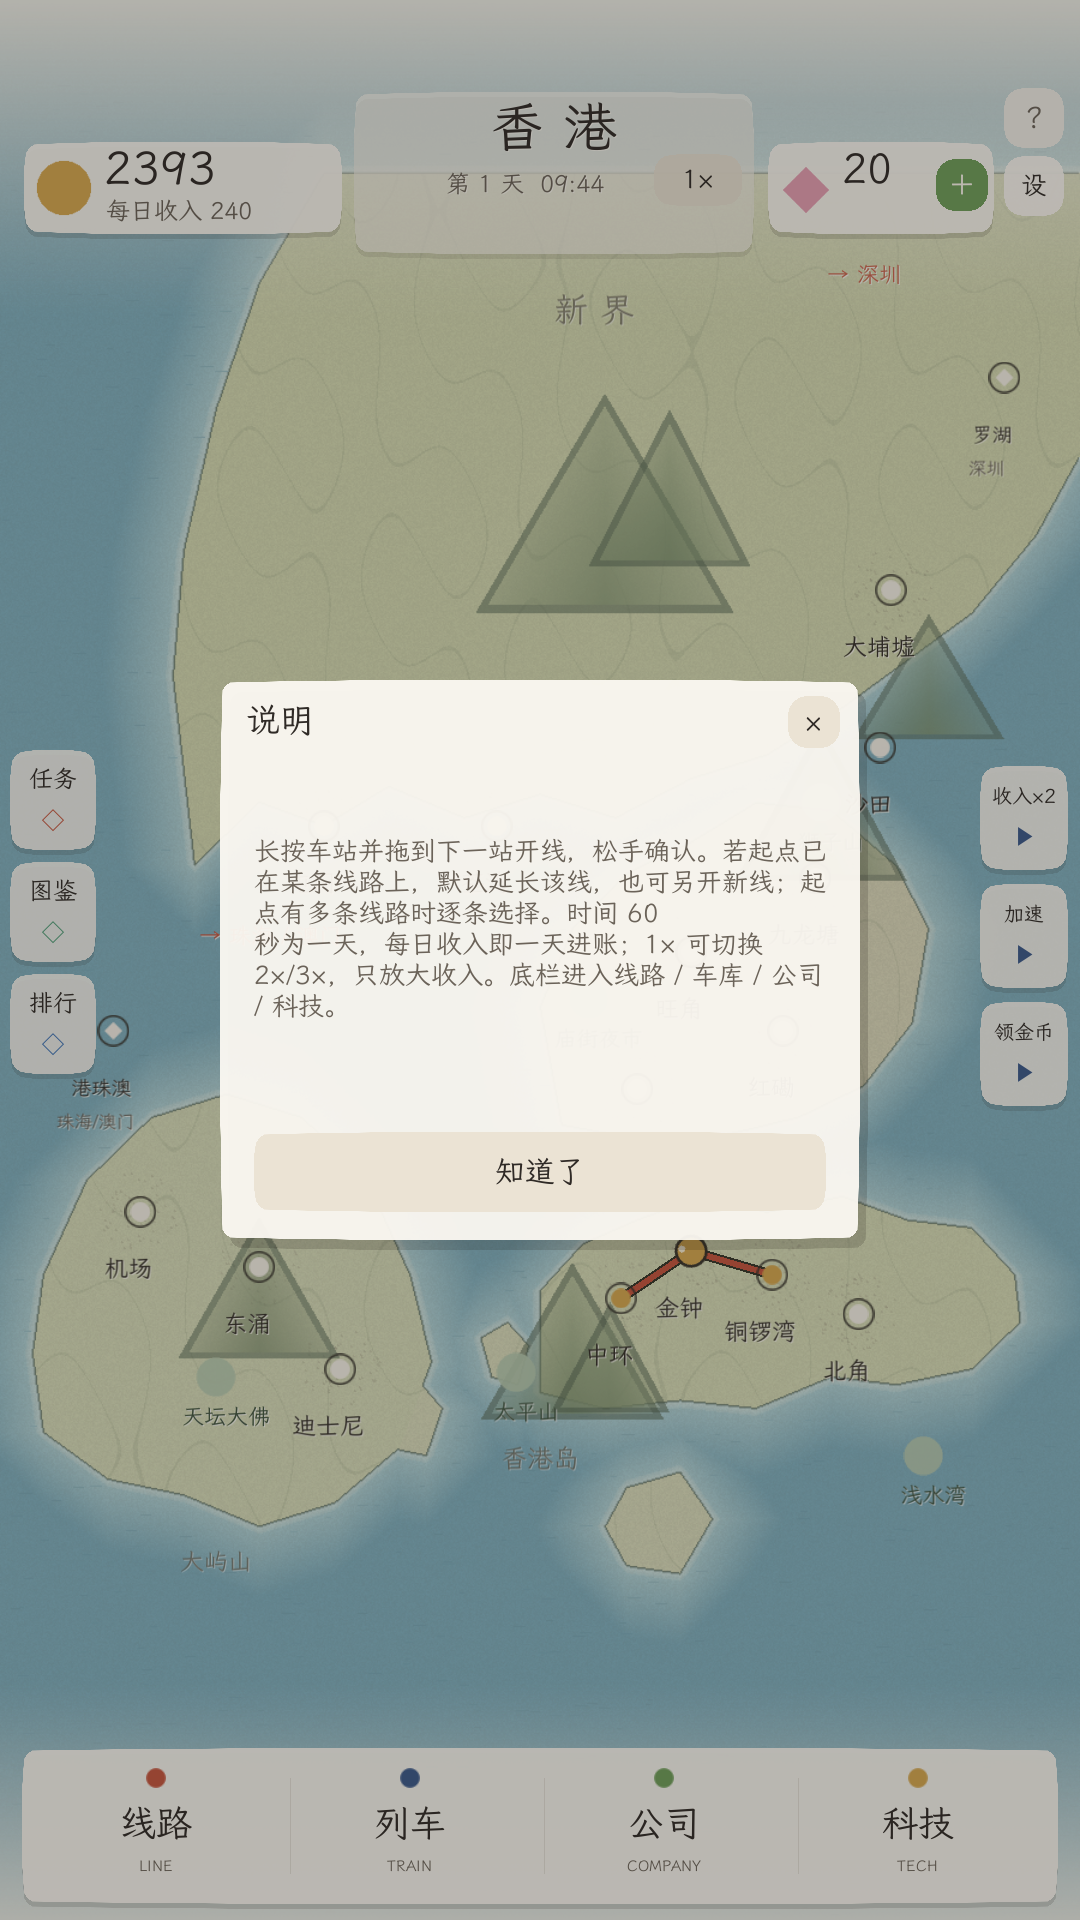 香港
2393
每日收入 240
第 1 天 09:44
1×
20
+
?
设
→ 深圳
新界
罗湖
深圳
大埔墟
说明
×
沙田
任务
图鉴
排行
收入×2
加速
领金币
长按车站并拖到下一站开线，松手确认。若起点已
在某条线路上，默认延长该线，也可另开新线；起
点有多条线路时逐条选择。时间 60
秒为一天，每日收入即一天进账；1× 可切换
2×/3×，只放大收入。底栏进入线路 / 车库 / 公司
/ 科技。
九龙塘
旺角
红磡
→
港珠澳
珠海/澳门
知道了
机场
东涌
金钟
铜锣湾
中环
北角
天坛大佛
迪士尼
太平山
香港岛
浅水湾
大屿山
线路
LINE
列车
TRAIN
公司
COMPANY
科技
TECH